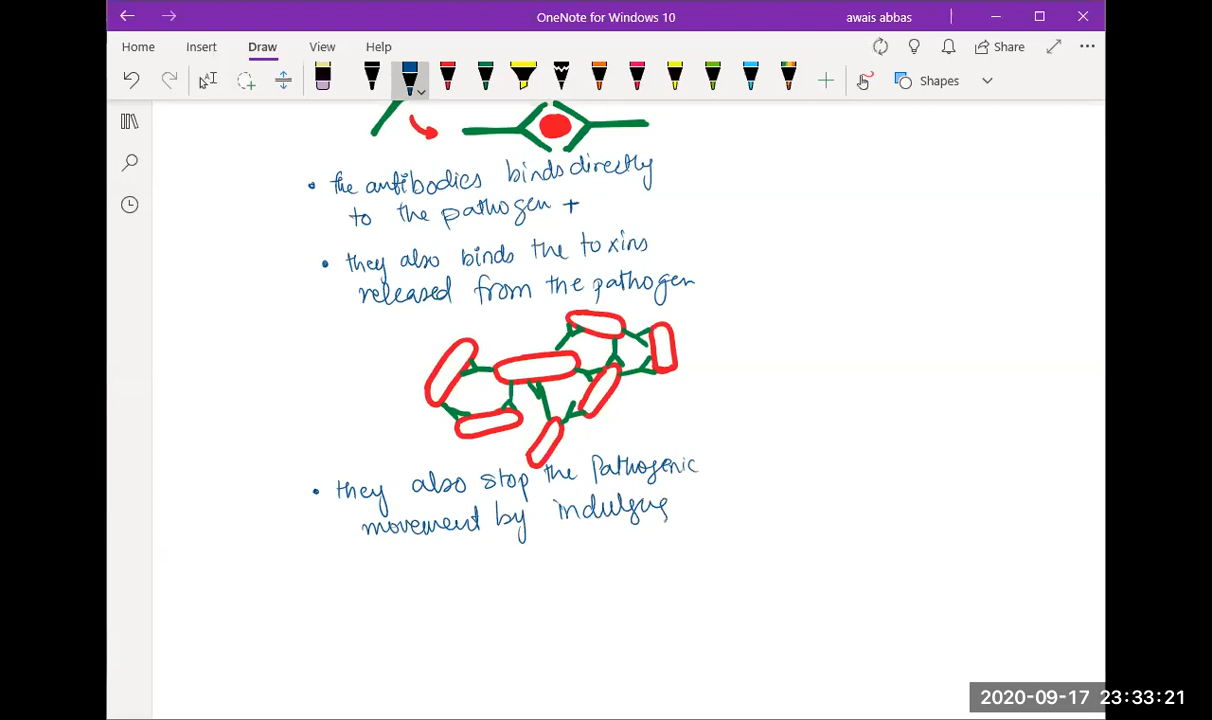 OneNote for Windows 10
awais abbas
Home Insert Draw View Help
Share
Shapes
• the antibodies binds directly
to the pathogen +
• they also binds the toxins
released from the pathogen
• they also stop the Pathogenic
movement by
2020-09-17 23:33:21